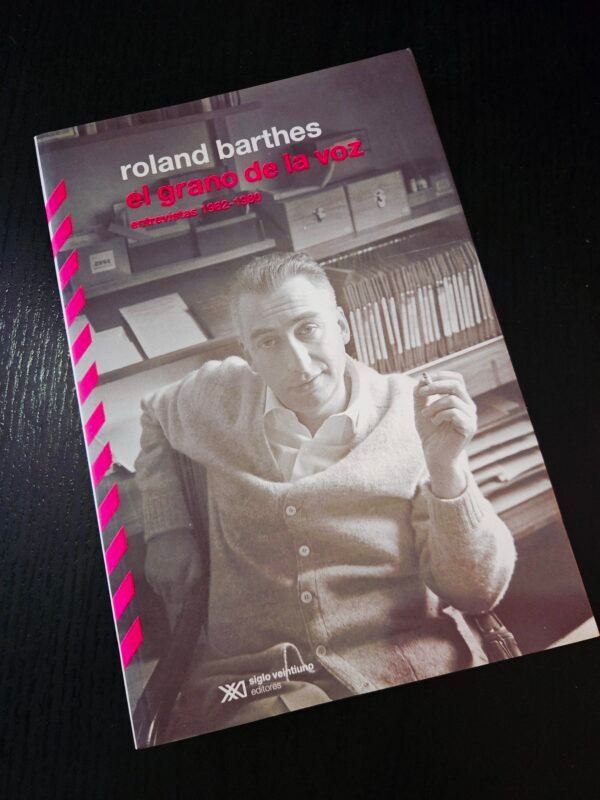 roland barthes
el grano de la voz
entrevistas 1962-1980
siglo veintiuno
editores